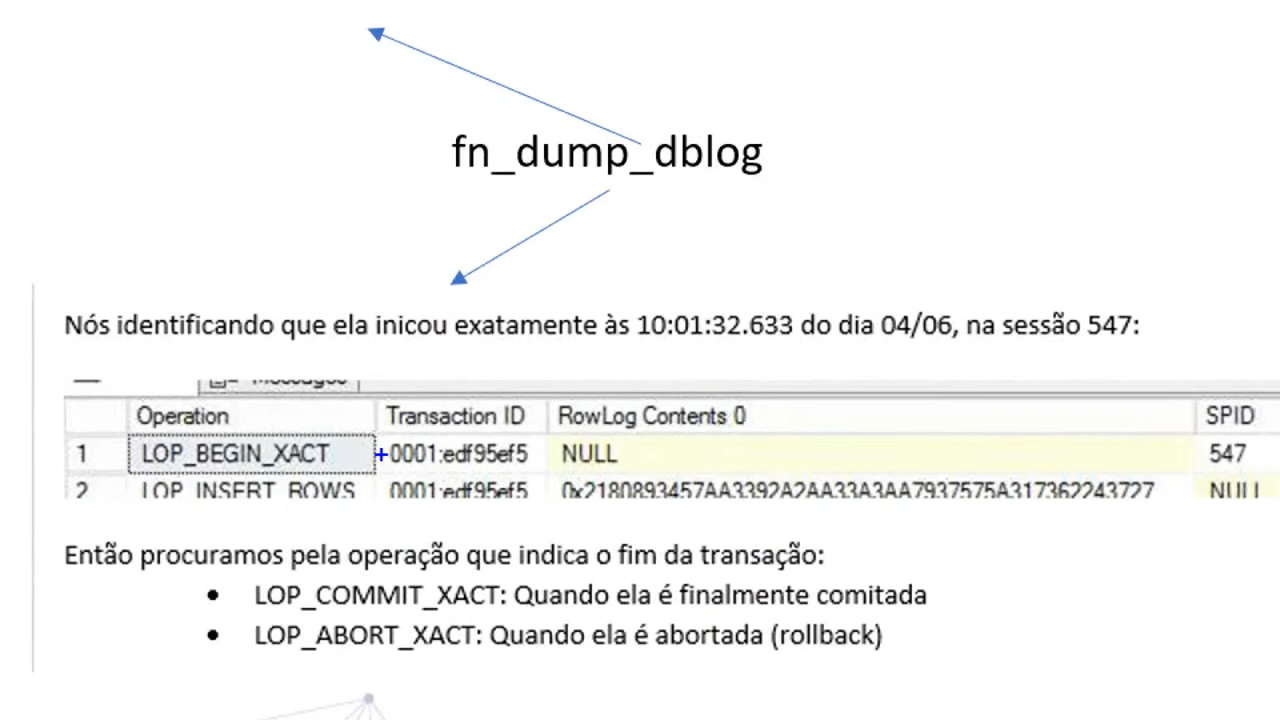 fn_dump_dblog
Nós identificando que ela inicou exatamente às 10:01:32.633 do dia 04/06, na sessão 547:
Messages
Operation Transaction ID RowLog Contents 0 SPID
1 LOP_BEGIN_XACT 0001:edf95ef5 NULL 547
2 LOP_INSERT_ROWS 0001:edf95ef5 0x2180893457AA3392A2AA33A3AA7937575A317362243727 NULL
Então procuramos pela operação que indica o fim da transação:
• LOP_COMMIT_XACT: Quando ela é finalmente comitada
• LOP_ABORT_XACT: Quando ela é abortada (rollback)